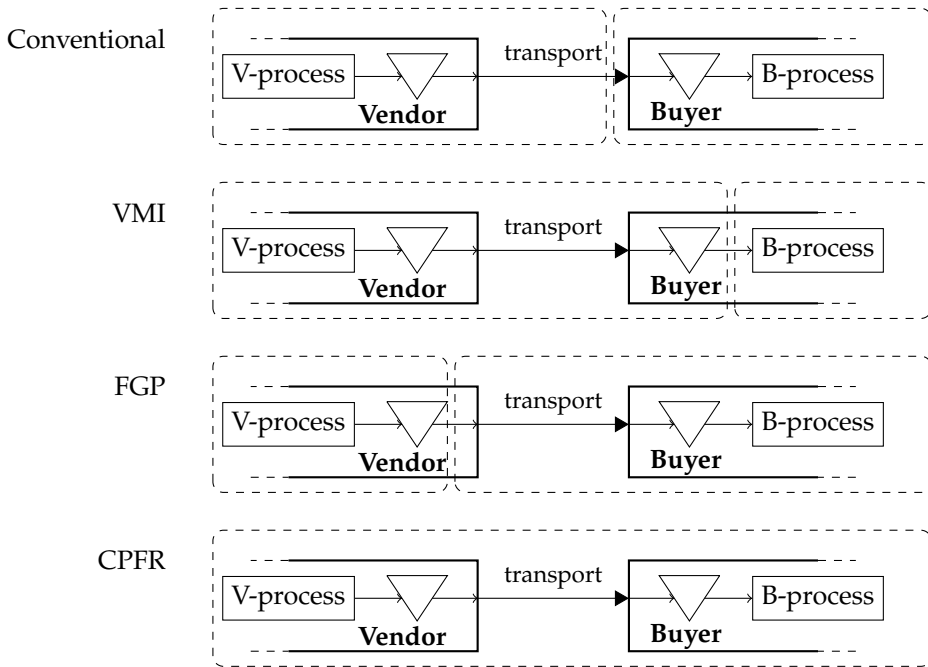 Conventional
transport
V-process
B-process
Vendor
Buyer
VMI
transport
V-process
B-process
Vendor
Buyer
FGP
transport
V-process
B-process
Vendor
Buyer
CPFR
transport
V-process
B-process
Vendor
Buyer